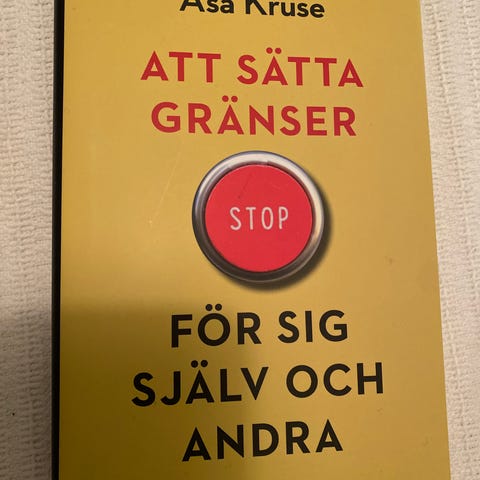 Åsa Kruse
ATT SÄTTA
GRÄNSER
STOP
FÖR SIG
SJÄLV OCH
ANDRA